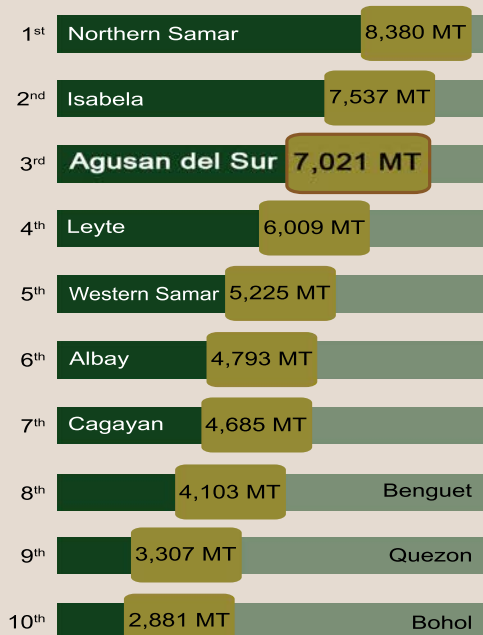 1st Northern Samar 8,380 MT
2nd Isabela 7,537 MT
3rd Agusan del Sur 7,021 MT
4th Leyte 6,009 MT
5th Western Samar 5,225 MT
6th Albay 4,793 MT
7th Cagayan 4,685 MT
8th 4,103 MT Benguet
9th 3,307 MT Quezon
10th 2,881 MT Bohol